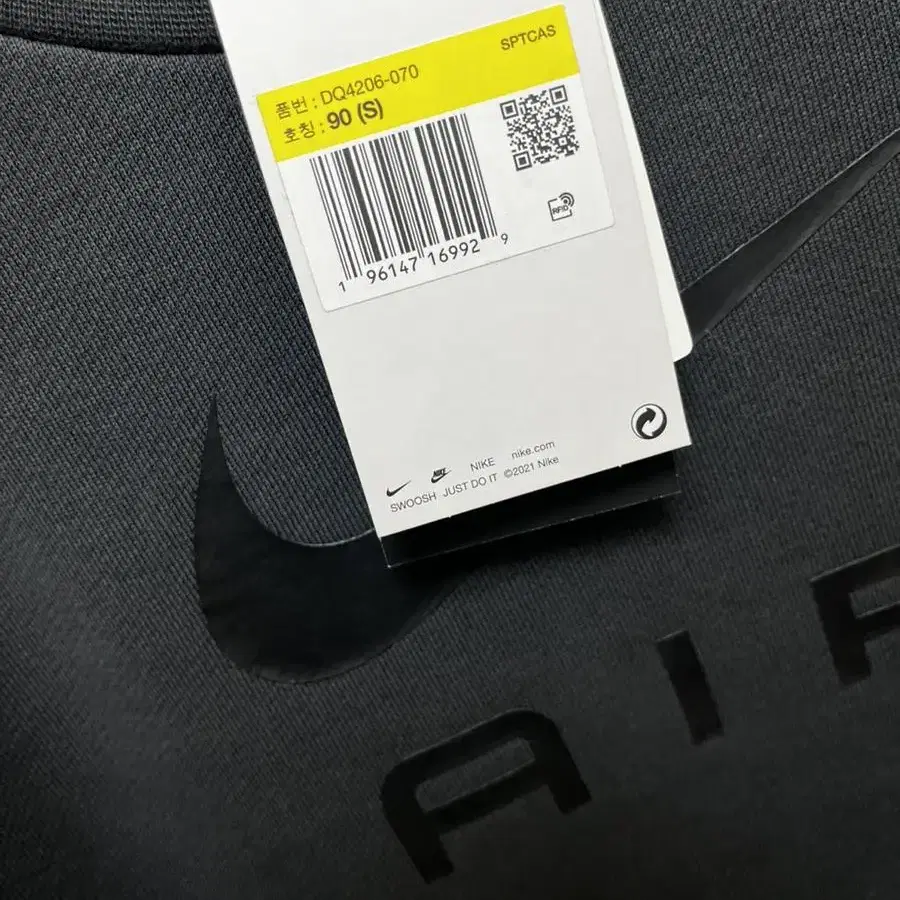 SPTCAS
품번 : DQ4206-070
호칭 : 90 (S)
1 96147 16992 9
RFID
NIKE nike.com
SWOOSH JUST DO IT ©2021 Nike
AIR